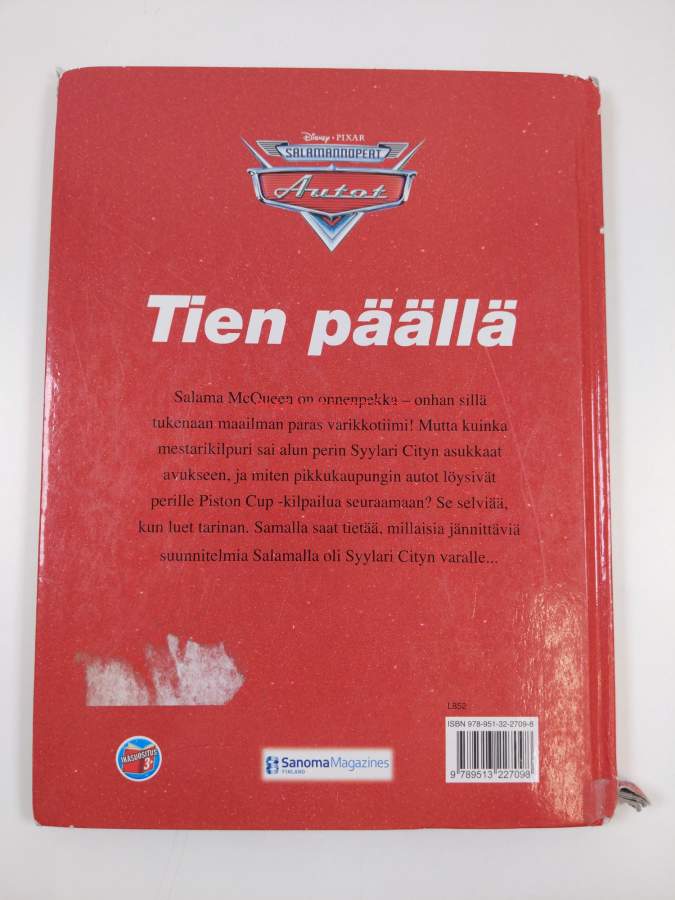 Disney • PIXAR
SALAMANNOPEAT
Autot
Tien päällä
Salama McQueen on onnenpekka – onhan sillä
tukenaan maailman paras varikkotiimi! Mutta kuinka
mestarikilpuri sai alun perin Syylari Cityn asukkaat
avukseen, ja miten pikkukaupungin autot löysivät
perille Piston Cup -kilpailua seuraamaan? Se selviää,
kun luet tarinan. Samalla saat tietää, millaisia jännittäviä
suunnitelmia Salamalla oli Syylari Cityn varalle...
L852
ISBN 978-951-32-2709-8
9 789513 227098
IKÄSUOSITUS
3+
SanomaMagazines
FINLAND